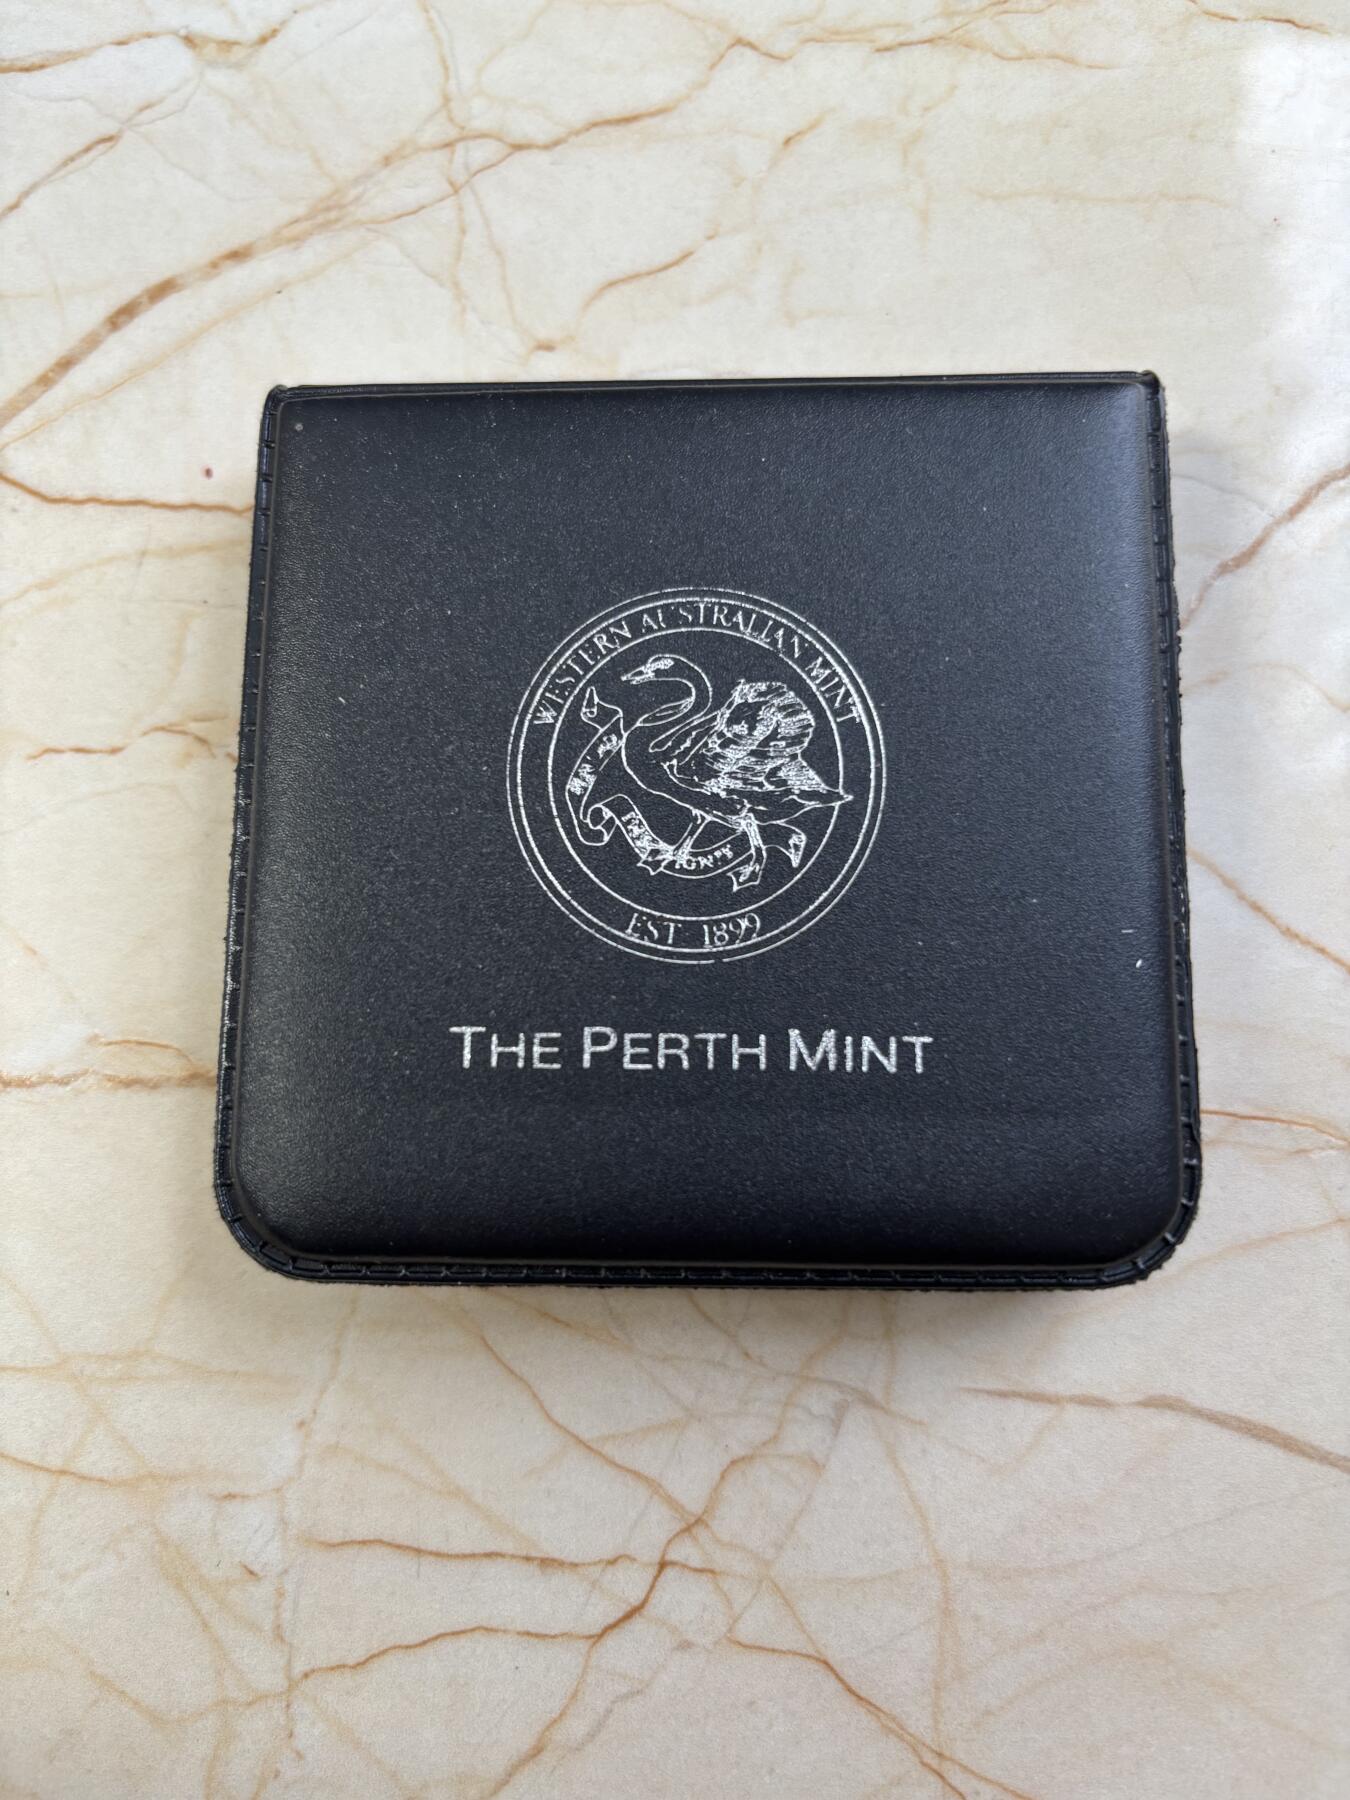 WESTERN AUSTRALIAN MINT
EST 1899
THE PERTH MINT